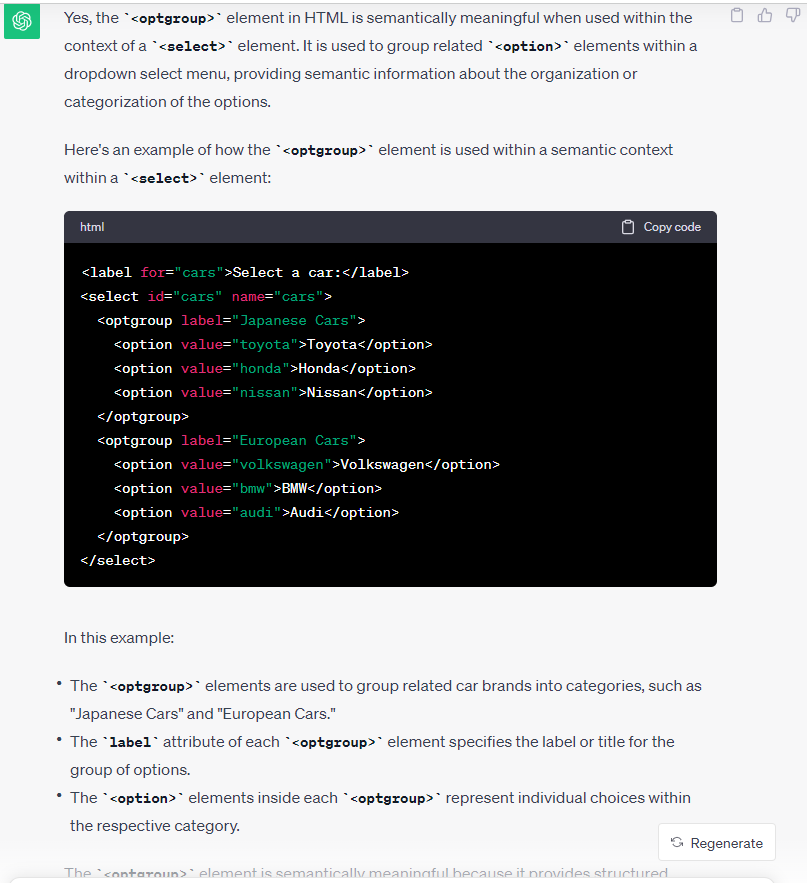 Yes, the `<optgroup>` element in HTML is semantically meaningful when used within the
context of a `<select>` element. It is used to group related `<option>` elements within a
dropdown select menu, providing semantic information about the organization or
categorization of the options.
Here's an example of how the `<optgroup>` element is used within a semantic context
within a `<select>` element:
html Copy code
<label for="cars">Select a car:</label>
<select id="cars" name="cars">
  <optgroup label="Japanese Cars">
    <option value="toyota">Toyota</option>
    <option value="honda">Honda</option>
    <option value="nissan">Nissan</option>
  </optgroup>
  <optgroup label="European Cars">
    <option value="volkswagen">Volkswagen</option>
    <option value="bmw">BMW</option>
    <option value="audi">Audi</option>
  </optgroup>
</select>
In this example:
• The `<optgroup>` elements are used to group related car brands into categories, such as
"Japanese Cars" and "European Cars."
• The `label` attribute of each `<optgroup>` element specifies the label or title for the
group of options.
• The `<option>` elements inside each `<optgroup>` represent individual choices within
the respective category.
Regenerate
The `<optgroup>` element is semantically meaningful because it provides structured